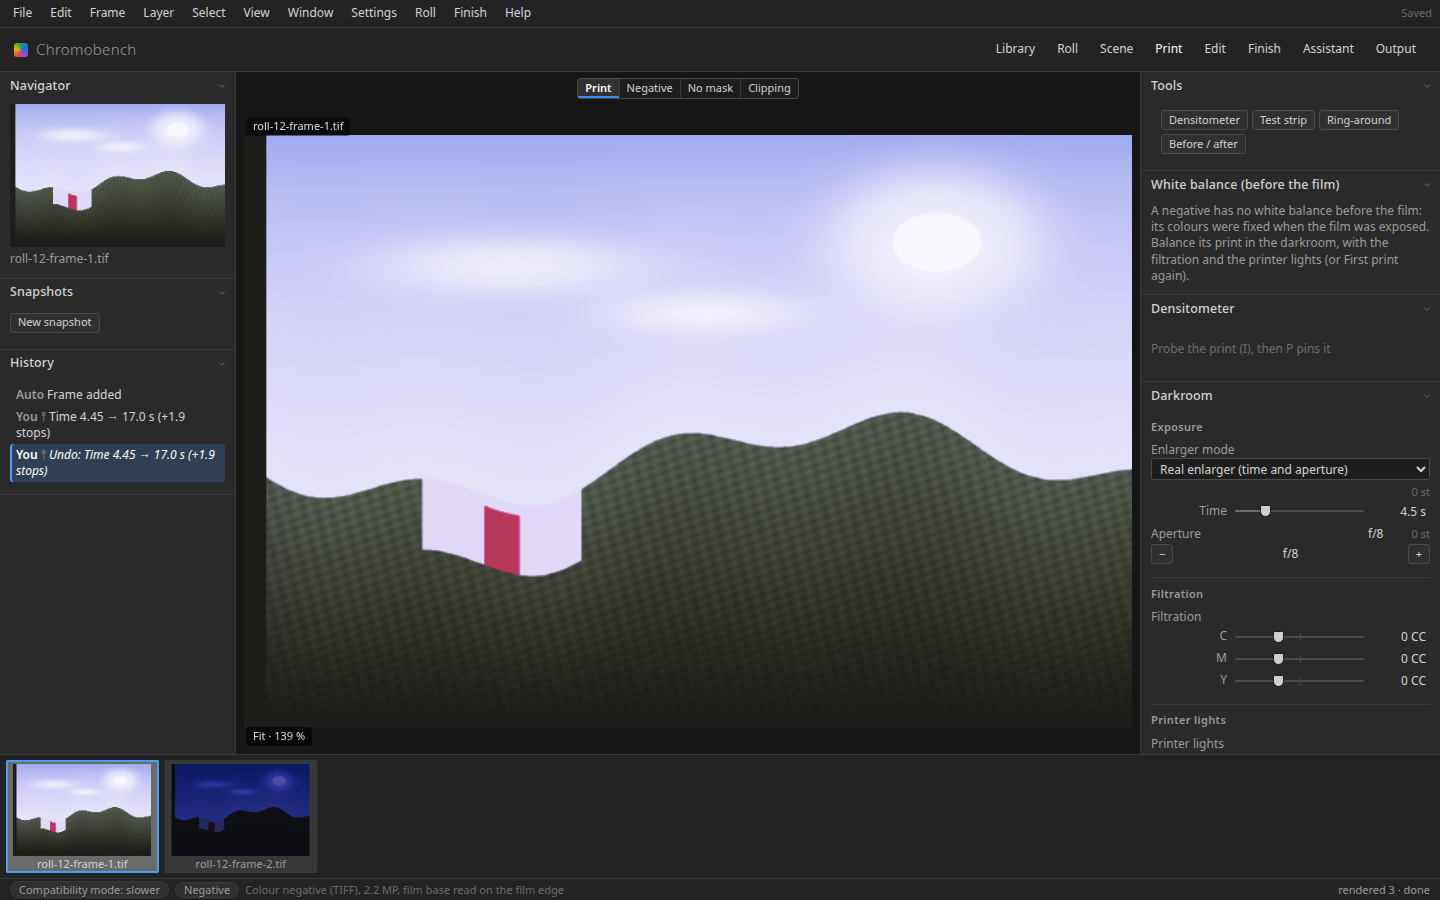 File Edit Frame Layer Select View Window Settings Roll Finish Help
Saved
Chromobench
Library Roll Scene Print Edit Finish Assistant Output
Navigator
roll-12-frame-1.tif
Snapshots
New snapshot
History
Auto Frame added
You ↑ Time 4.45 → 17.0 s (+1.9
stops)
You ↑ Undo: Time 4.45 → 17.0 s (+1.9
stops)
Print Negative No mask Clipping
roll-12-frame-1.tif
Fit · 139 %
Tools
Densitometer Test strip Ring-around
Before / after
White balance (before the film)
A negative has no white balance before the film:
its colours were fixed when the film was exposed.
Balance its print in the darkroom, with the
filtration and the printer lights (or First print
again).
Densitometer
Probe the print (I), then P pins it
Darkroom
Exposure
Enlarger mode
Real enlarger (time and aperture)
0 st
Time 4.5 s
Aperture f/8 0 st
− f/8 +
Filtration
Filtration
C 0 CC
M 0 CC
Y 0 CC
Printer lights
Printer lights
roll-12-frame-1.tif
roll-12-frame-2.tif
Compatibility mode: slower Negative Colour negative (TIFF), 2.2 MP, film base read on the film edge
rendered 3 · done